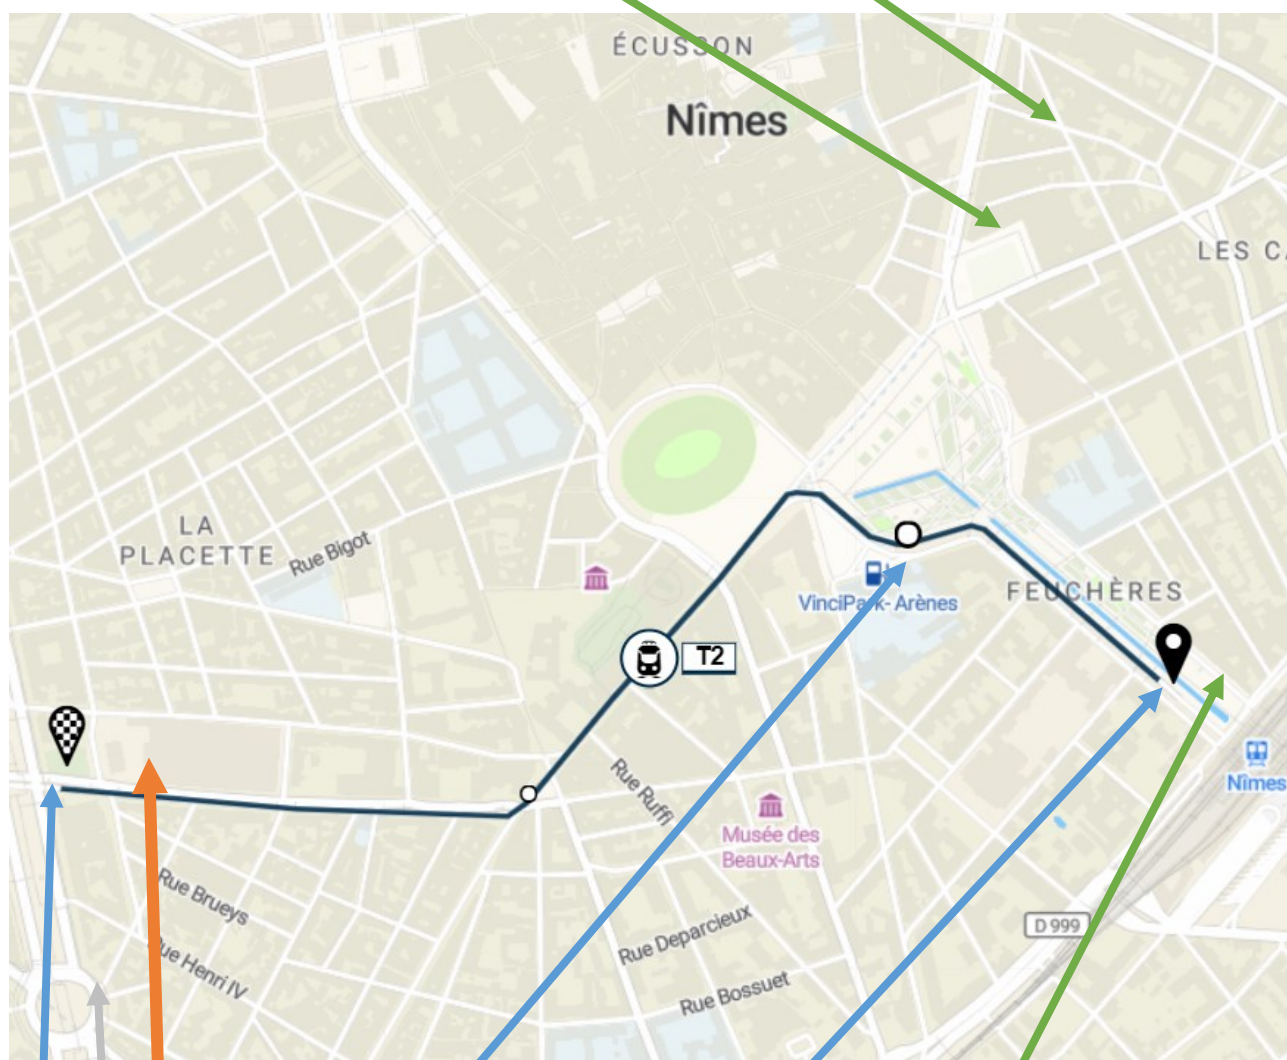 ÉCUSSON
Nîmes
LES CA
LA
PLACETTE
Rue Bigot
VinciPark- Arènes
FEUCHÈRES
T2
Nîmes
Rue Ruffi
Musée des
Beaux-Arts
Rue Brueys
Rue Deparcieux
D 999
Rue Henri IV
Rue Bossuet